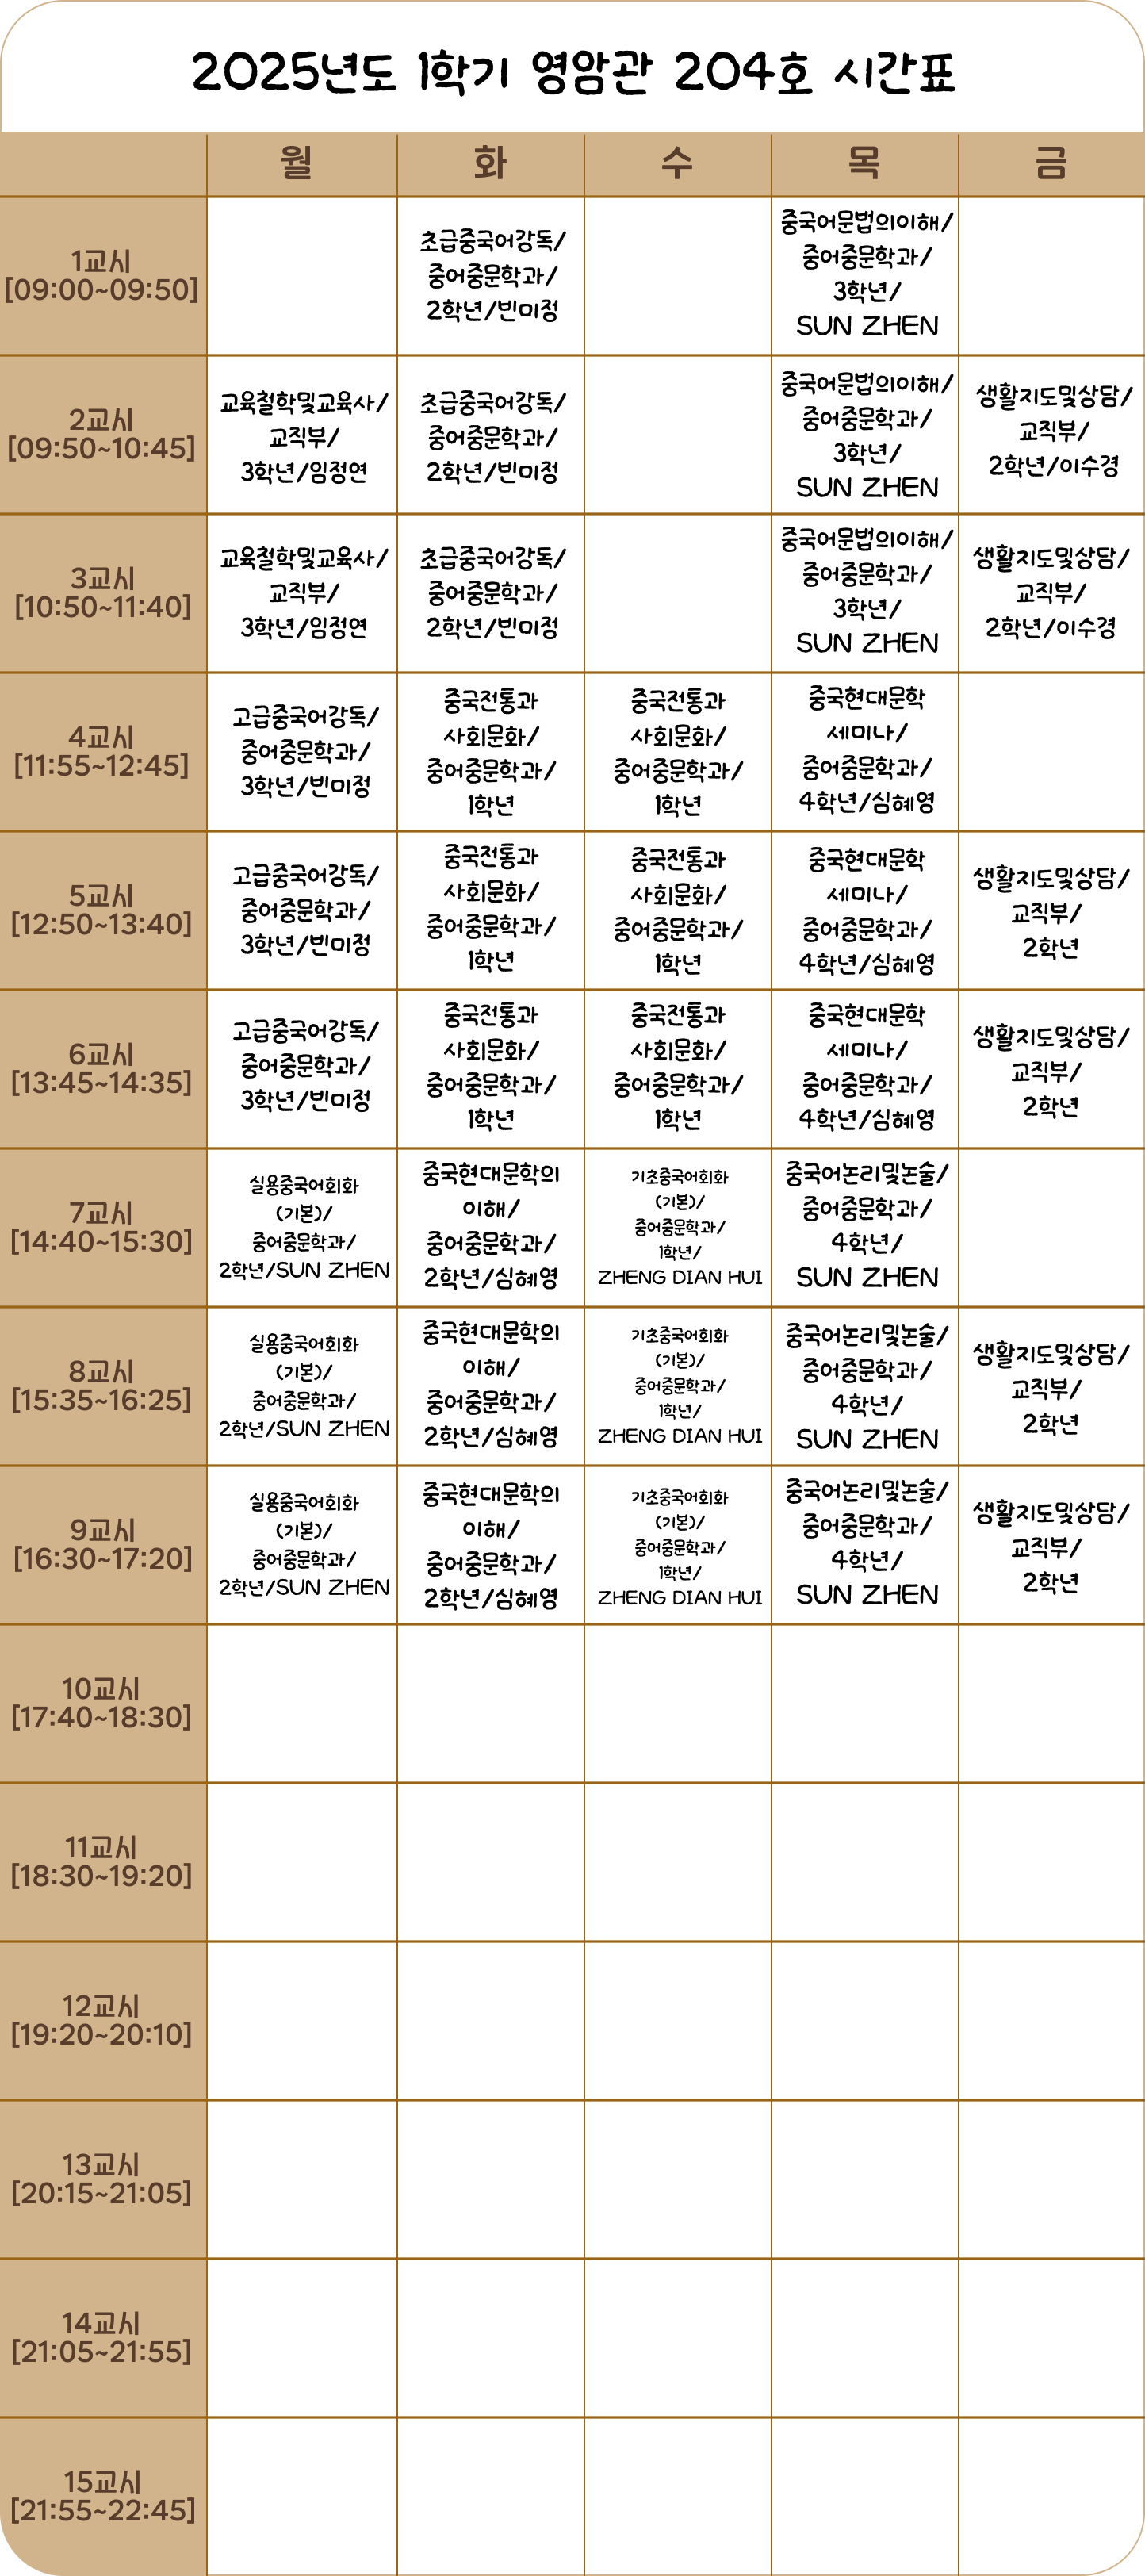 2025년도 1학기 영암관 204호 시간표
월
화
수
목
금
1교시
[09:00~09:50]
초급중국어강독/
중어중문학과/
2학년/빈미정
중국어문법의이해/
중어중문학과/
3학년/
SUN ZHEN
2교시
[09:50~10:45]
교육철학및교육사/
교직부/
3학년/임정연
초급중국어강독/
중어중문학과/
2학년/빈미정
중국어문법의이해/
중어중문학과/
3학년/
SUN ZHEN
생활지도및상담/
교직부/
2학년/이수경
3교시
[10:50~11:40]
교육철학및교육사/
교직부/
3학년/임정연
초급중국어강독/
중어중문학과/
2학년/빈미정
중국어문법의이해/
중어중문학과/
3학년/
SUN ZHEN
생활지도및상담/
교직부/
2학년/이수경
4교시
[11:55~12:45]
고급중국어강독/
중어중문학과/
3학년/빈미정
중국전통과
사회문화/
중어중문학과/
1학년
중국전통과
사회문화/
중어중문학과/
1학년
중국현대문학
세미나/
중어중문학과/
4학년/심혜영
5교시
[12:50~13:40]
고급중국어강독/
중어중문학과/
3학년/빈미정
중국전통과
사회문화/
중어중문학과/
1학년
중국전통과
사회문화/
중어중문학과/
1학년
중국현대문학
세미나/
중어중문학과/
4학년/심혜영
생활지도및상담/
교직부/
2학년
6교시
[13:45~14:35]
고급중국어강독/
중어중문학과/
3학년/빈미정
중국전통과
사회문화/
중어중문학과/
1학년
중국전통과
사회문화/
중어중문학과/
1학년
중국현대문학
세미나/
중어중문학과/
4학년/심혜영
생활지도및상담/
교직부/
2학년
7교시
[14:40~15:30]
실용중국어회화
(기본)/
중어중문학과/
2학년/SUN ZHEN
중국현대문학의
이해/
중어중문학과/
2학년/심혜영
기초중국어회화
(기본)/
중어중문학과/
1학년/
ZHENG DIAN HUI
중국어논리및논술/
중어중문학과/
4학년/
SUN ZHEN
8교시
[15:35~16:25]
실용중국어회화
(기본)/
중어중문학과/
2학년/SUN ZHEN
중국현대문학의
이해/
중어중문학과/
2학년/심혜영
기초중국어회화
(기본)/
중어중문학과/
1학년/
ZHENG DIAN HUI
중국어논리및논술/
중어중문학과/
4학년/
SUN ZHEN
생활지도및상담/
교직부/
2학년
9교시
[16:30~17:20]
실용중국어회화
(기본)/
중어중문학과/
2학년/SUN ZHEN
중국현대문학의
이해/
중어중문학과/
2학년/심혜영
기초중국어회화
(기본)/
중어중문학과/
1학년/
ZHENG DIAN HUI
중국어논리및논술/
중어중문학과/
4학년/
SUN ZHEN
생활지도및상담/
교직부/
2학년
10교시
[17:40~18:30]
11교시
[18:30~19:20]
12교시
[19:20~20:10]
13교시
[20:15~21:05]
14교시
[21:05~21:55]
15교시
[21:55~22:45]